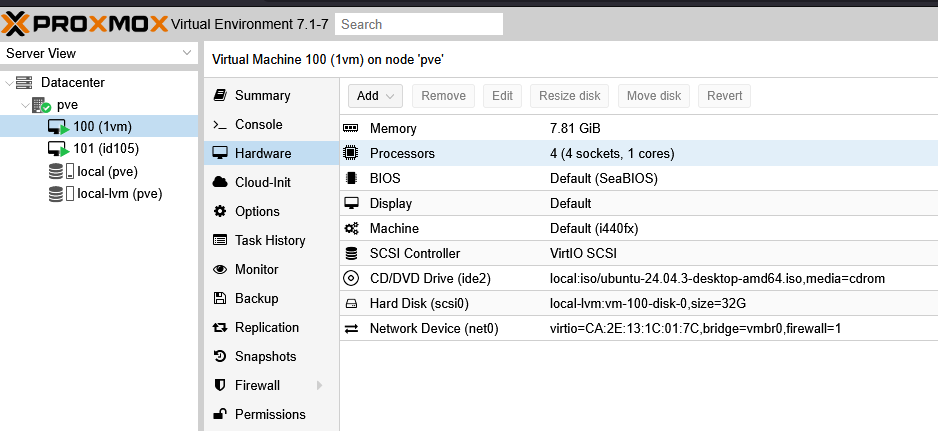 PROXMOX Virtual Environment 7.1-7 Search
Server View
Datacenter
pve
100 (1vm)
101 (id105)
local (pve)
local-lvm (pve)
Virtual Machine 100 (1vm) on node 'pve'
Summary
Console
Hardware
Cloud-Init
Options
Task History
Monitor
Backup
Replication
Snapshots
Firewall
Permissions
Add Remove Edit Resize disk Move disk Revert
Memory 7.81 GiB
Processors 4 (4 sockets, 1 cores)
BIOS Default (SeaBIOS)
Display Default
Machine Default (i440fx)
SCSI Controller VirtIO SCSI
CD/DVD Drive (ide2) local:iso/ubuntu-24.04.3-desktop-amd64.iso,media=cdrom
Hard Disk (scsi0) local-lvm:vm-100-disk-0,size=32G
Network Device (net0) virtio=CA:2E:13:1C:01:7C,bridge=vmbr0,firewall=1